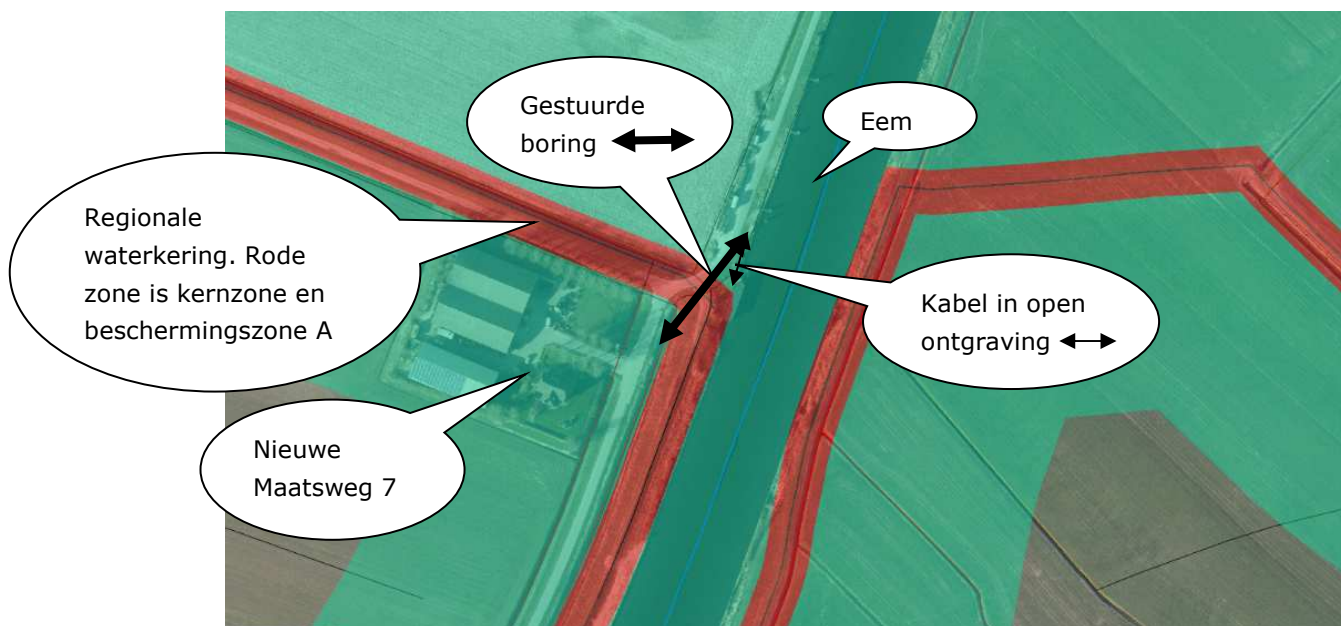 Gestuurde
boring
Eem
Regionale
waterkering. Rode
zone is kernzone en
beschermingszone A
Kabel in open
ontgraving
Nieuwe
Maatsweg 7